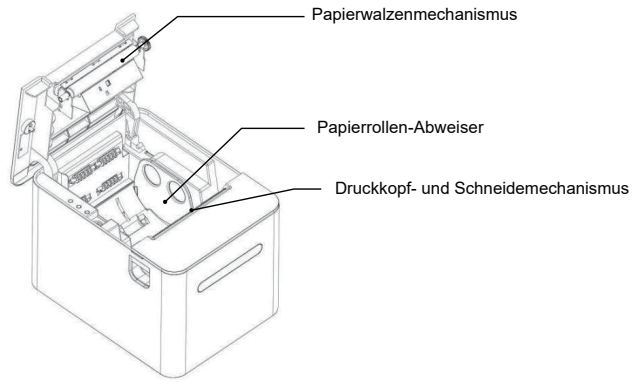 Papierwalzenmechanismus
Papierrollen-Abweiser
Druckkopf- und Schneidemechanismus